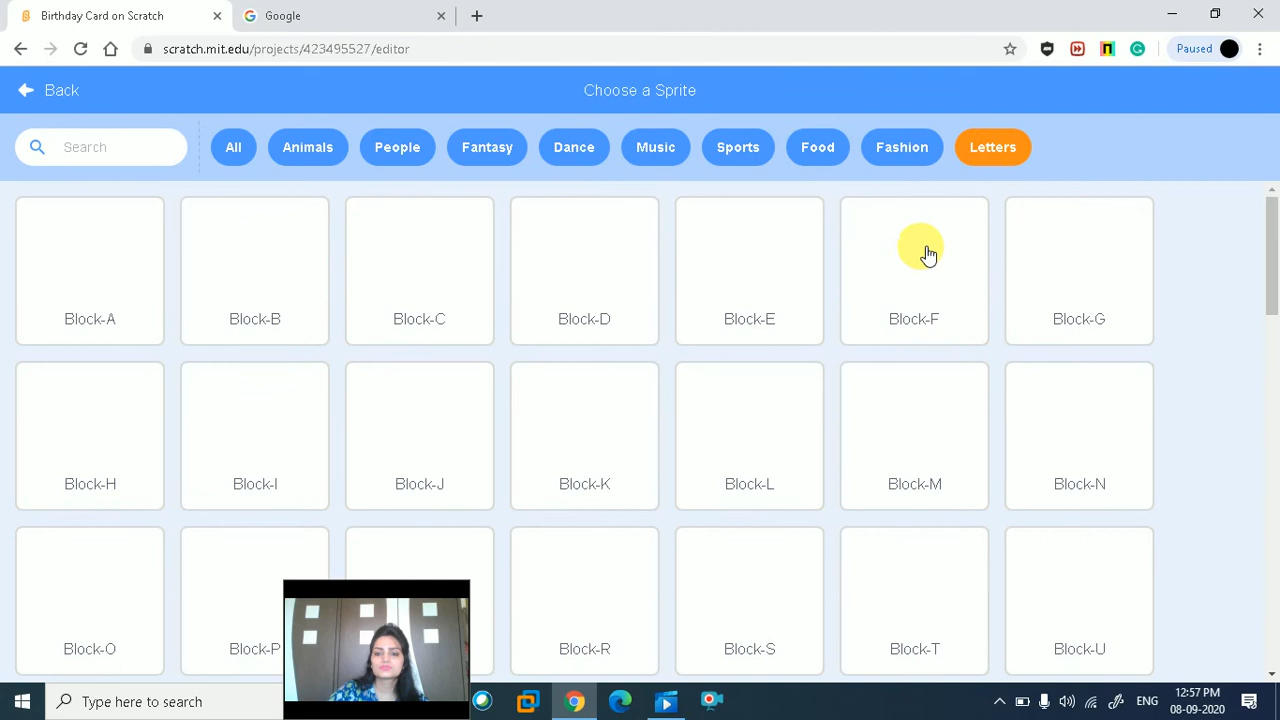 Birthday Card on Scratch
Google
scratch.mit.edu/projects/423495527/editor
Paused
Back
Choose a Sprite
Search
All
Animals
People
Fantasy
Dance
Music
Sports
Food
Fashion
Letters
Block-A
Block-B
Block-C
Block-D
Block-E
Block-F
Block-G
Block-H
Block-I
Block-J
Block-K
Block-L
Block-M
Block-N
Block-O
Block-P
Block-R
Block-S
Block-T
Block-U
Type here to search
ENG
12:57 PM
08-09-2020